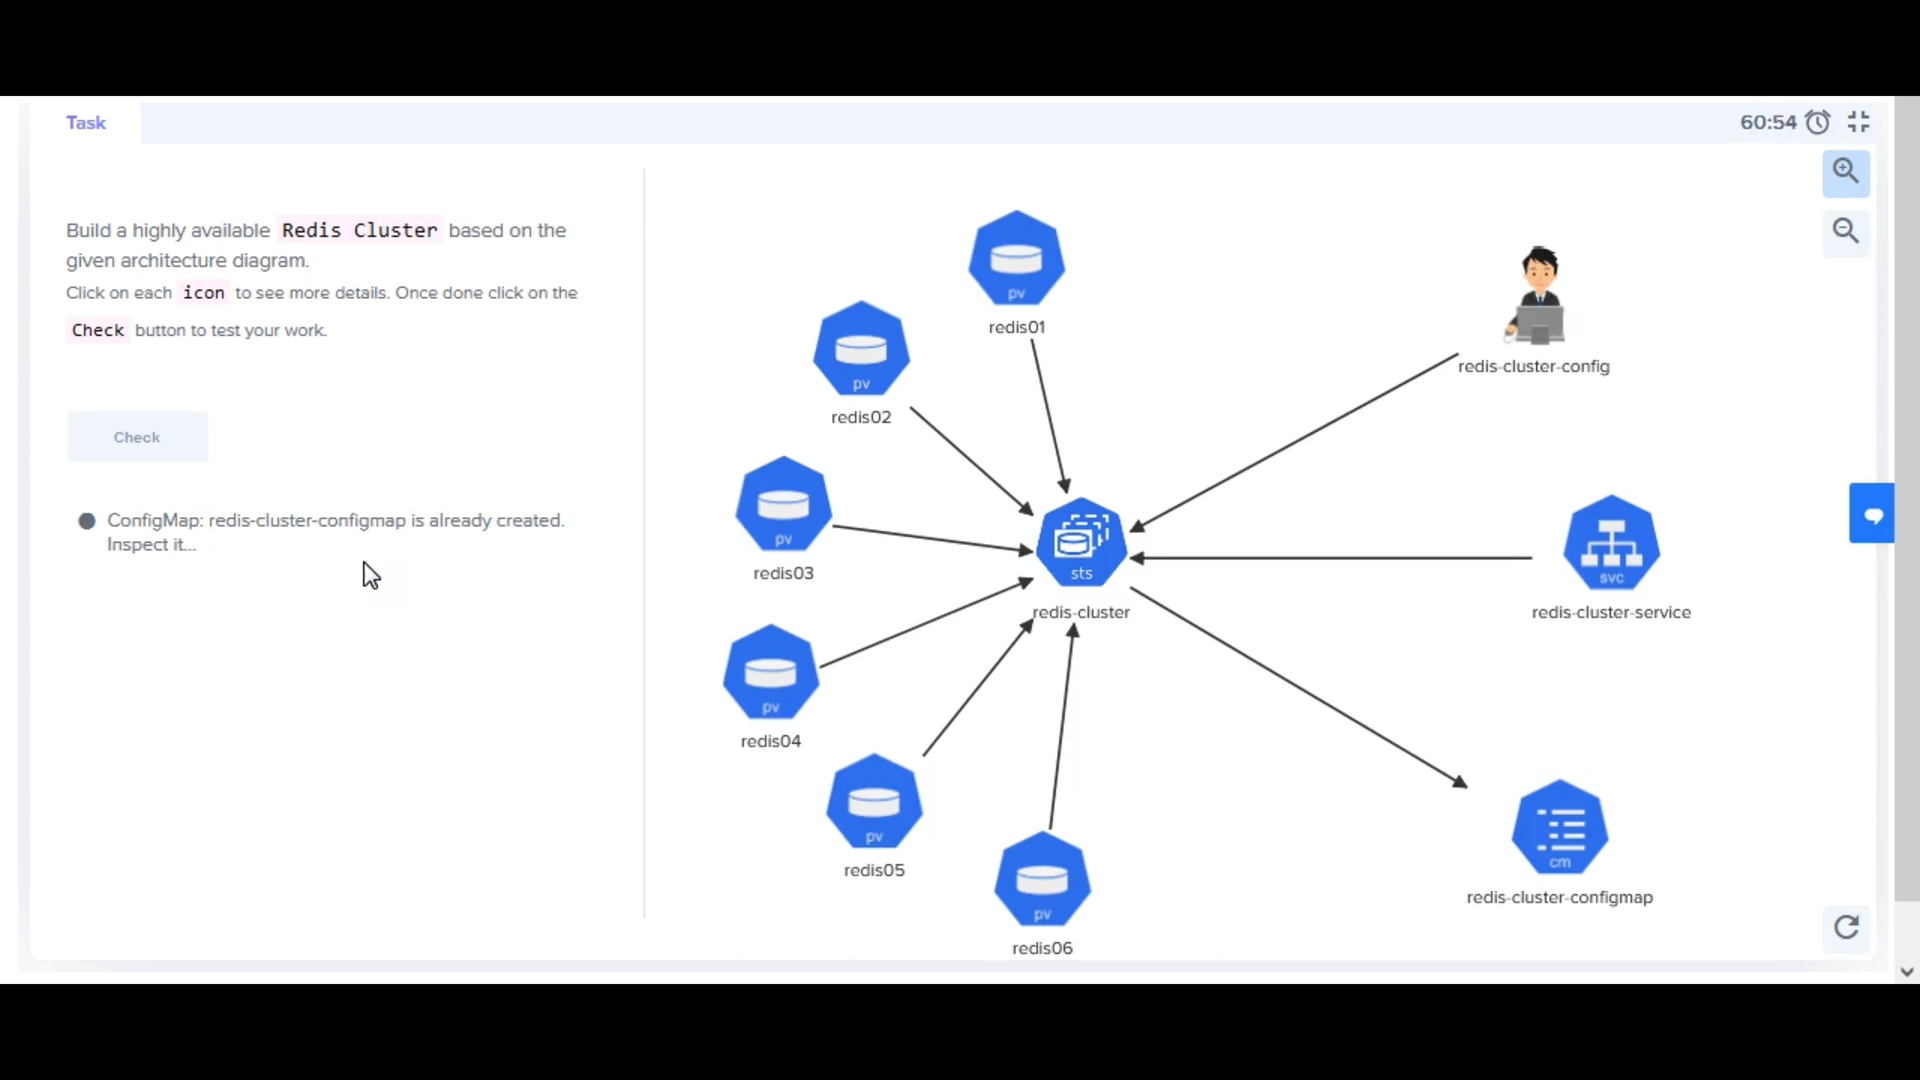 Task
60:54
Build a highly available Redis Cluster based on the
given architecture diagram.
Click on each icon to see more details. Once done click on the
Check button to test your work.
Check
ConfigMap: redis-cluster-configmap is already created.
Inspect it...
pv
redis01
pv
redis02
pv
redis03
pv
redis04
pv
redis05
pv
redis06
sts
redis-cluster
redis-cluster-config
svc
redis-cluster-service
cm
redis-cluster-configmap